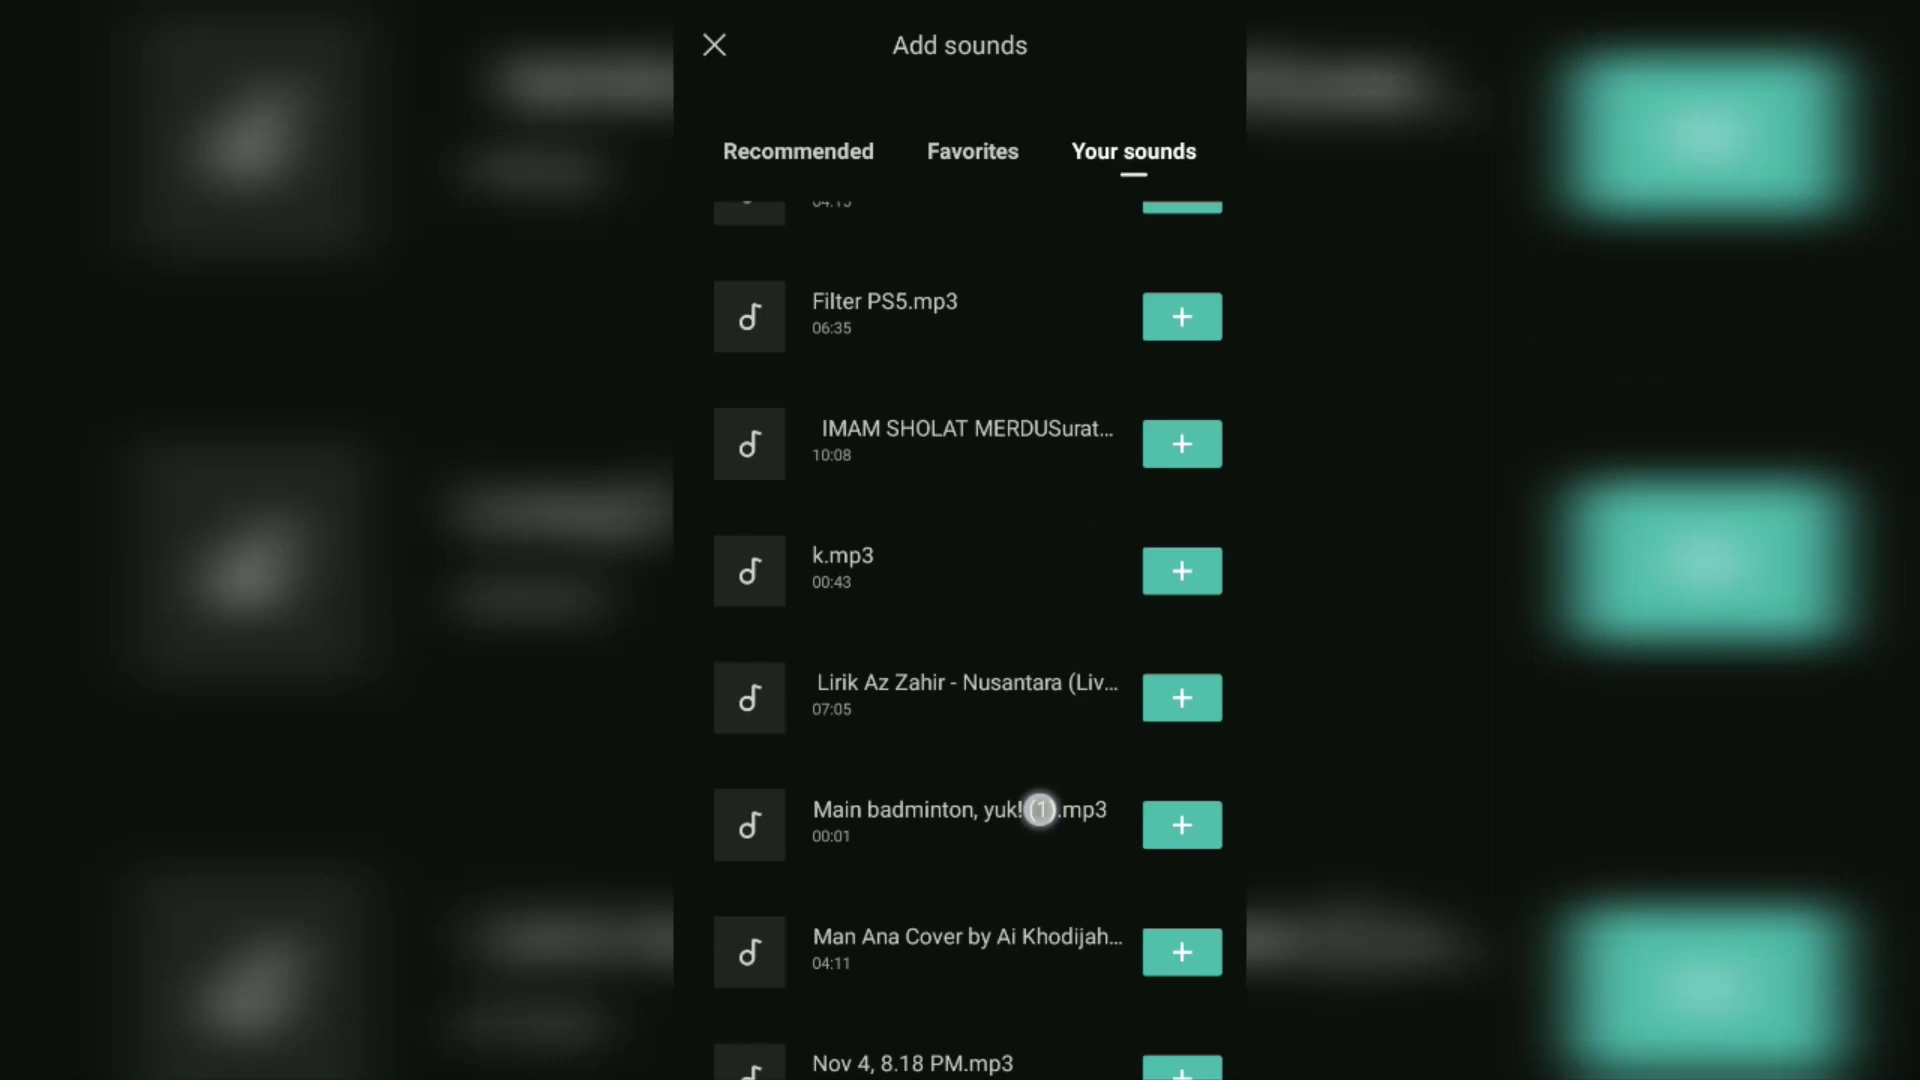 Add sounds
Recommended Favorites Your sounds
04:15
Filter PS5.mp3
06:35
IMAM SHOLAT MERDUSurat...
10:08
k.mp3
00:43
Lirik Az Zahir - Nusantara (Liv...
07:05
Main badminton, yuk! (1).mp3
00:01
Man Ana Cover by Ai Khodijah...
04:11
Nov 4, 8.18 PM.mp3